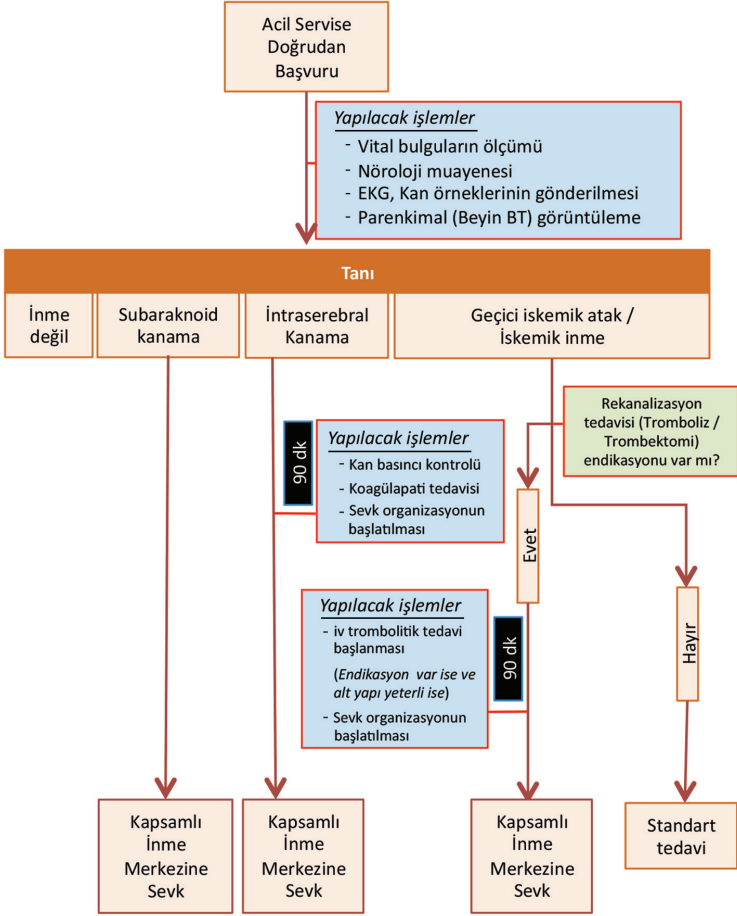 Acil Servise
Doğrudan
Başvuru
Yapılacak işlemler
- Vital bulguların ölçümü
- Nöroloji muayenesi
- EKG, Kan örneklerinin gönderilmesi
- Parenkimal (Beyin BT) görüntüleme
Tanı
İnme
değil
Subaraknoid
kanama
İntraserebral
Kanama
Geçici iskemik atak /
İskemik inme
Rekanalizasyon
tedavisi (Tromboliz /
Trombektomi)
endikasyonu var mı?
90 dk
Yapılacak işlemler
- Kan basıncı kontrolü
- Koagülapati tedavisi
- Sevk organizasyonun
başlatılması
Evet
Hayır
Yapılacak işlemler
- iv trombolitik tedavi
başlanması
(Endikasyon var ise ve
alt yapı yeterli ise)
- Sevk organizasyonun
başlatılması
90 dk
Kapsamlı
İnme
Merkezine
Sevk
Kapsamlı
İnme
Merkezine
Sevk
Kapsamlı
İnme
Merkezine
Sevk
Standart
tedavi